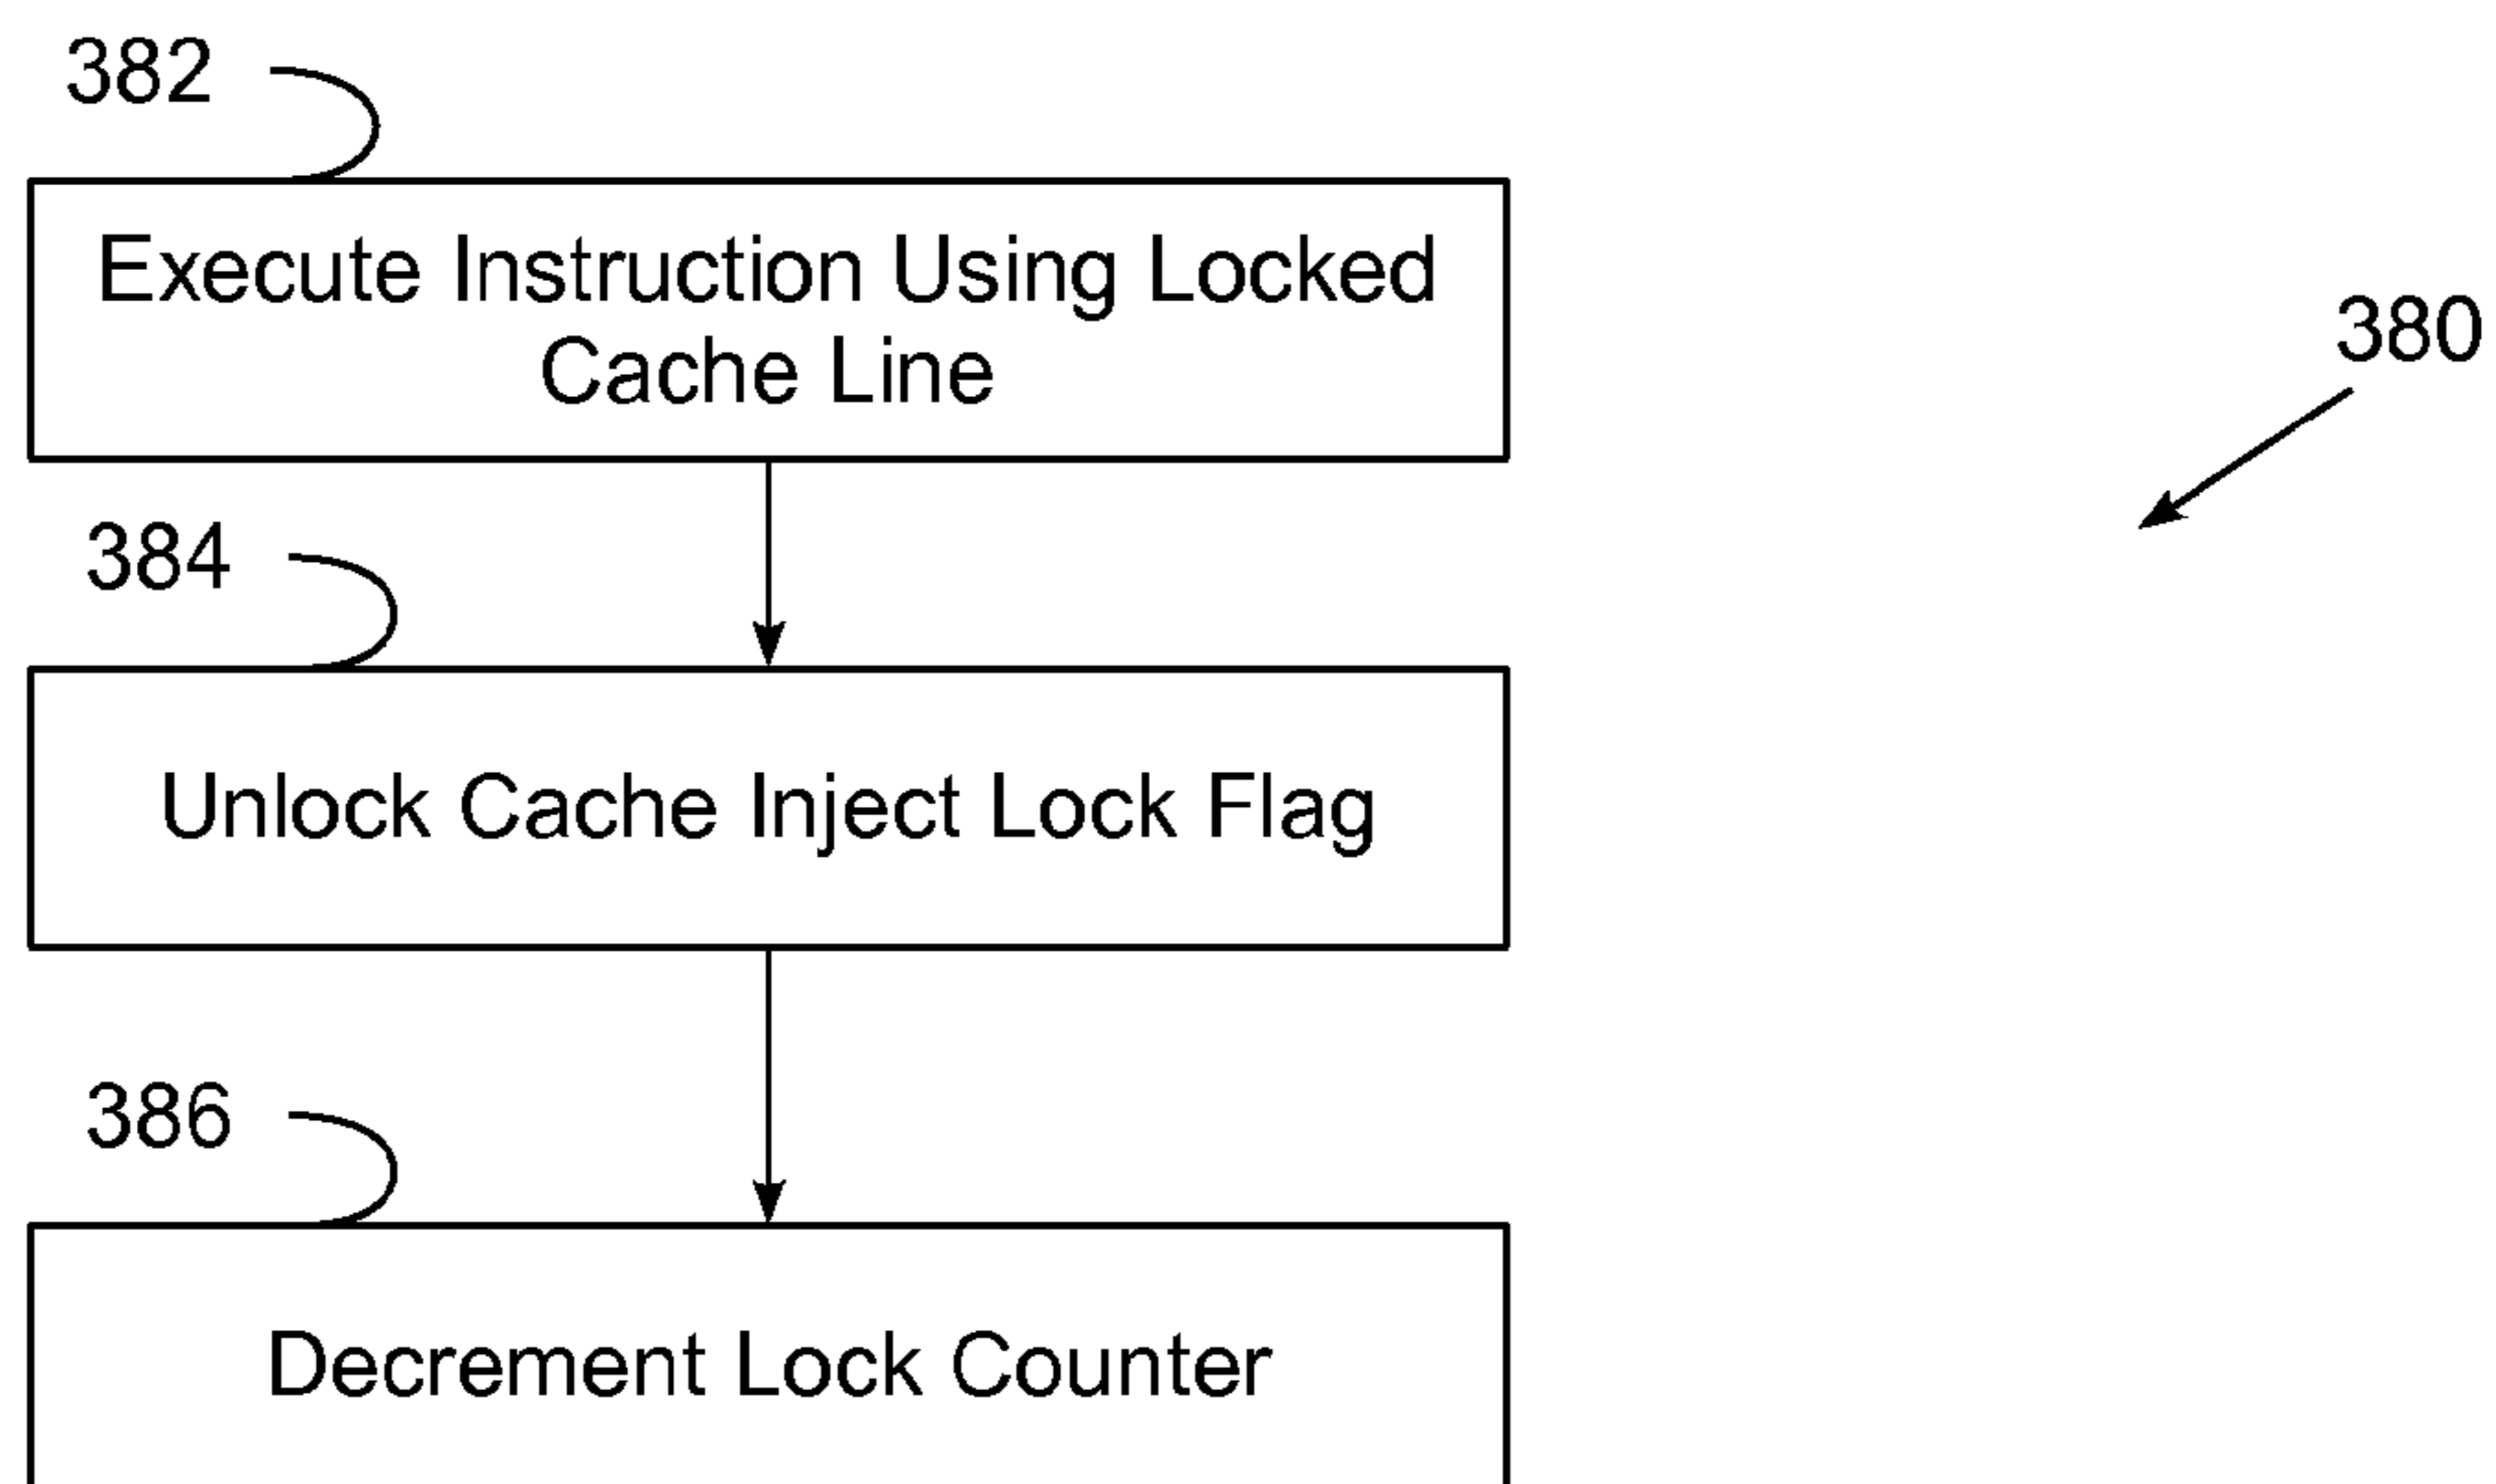 382
Execute Instruction Using Locked
Cache Line
380
384
Unlock Cache Inject Lock Flag
386
Decrement Lock Counter